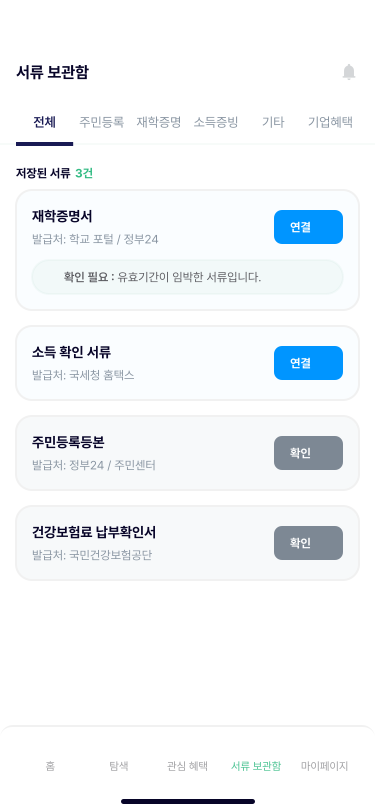 서류 보관함
전체 주민등록 재학증명 소득증빙 기타 기업혜택
저장된 서류 3건
재학증명서
발급처: 학교 포털 / 정부24
연결
확인 필요 : 유효기간이 임박한 서류입니다.
소득 확인 서류
발급처: 국세청 홈택스
연결
주민등록등본
발급처: 정부24 / 주민센터
확인
건강보험료 납부확인서
발급처: 국민건강보험공단
확인
홈 탐색 관심 혜택 서류 보관함 마이페이지